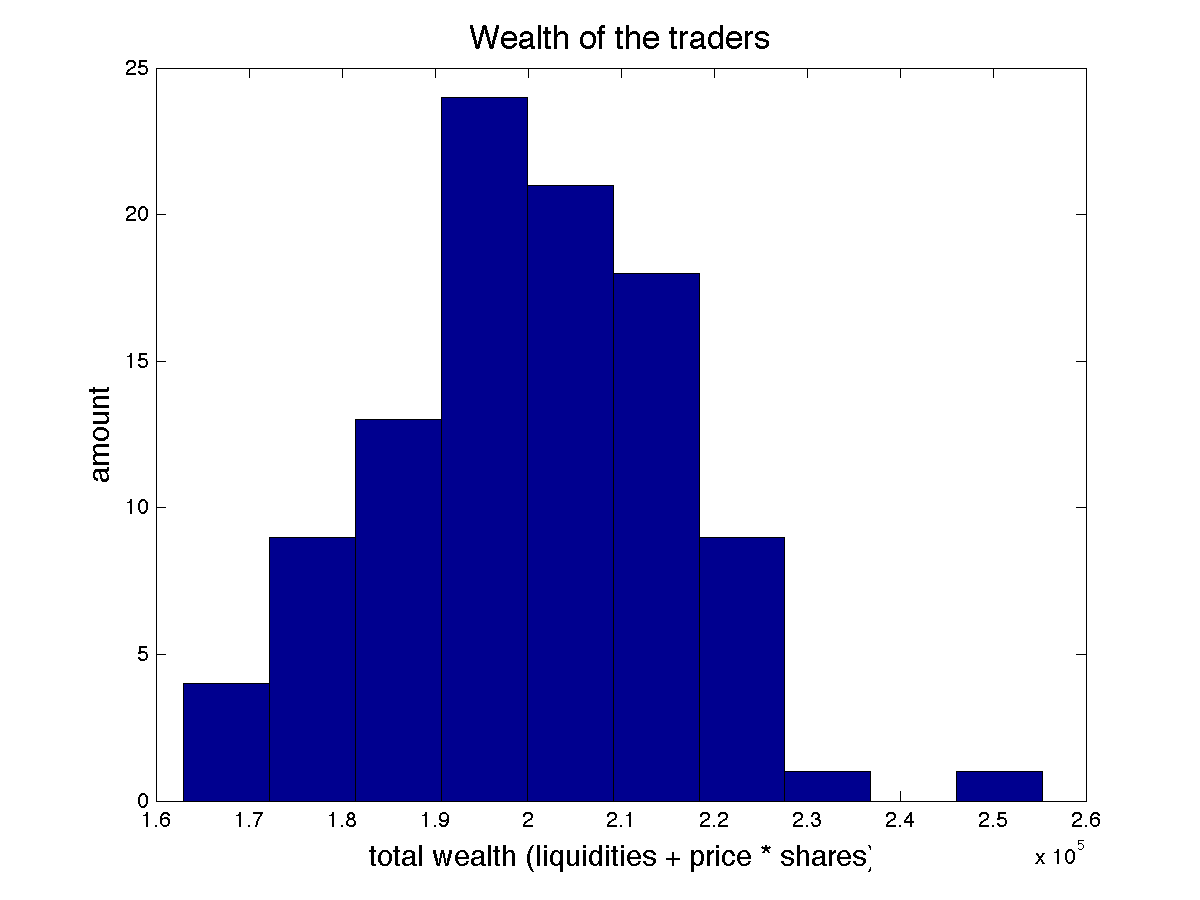 Wealth of the traders
25
20
15
10
5
0
amount
1.6 1.7 1.8 1.9 2 2.1 2.2 2.3 2.4 2.5 2.6
x 10^5
total wealth (liquidities + price * shares)